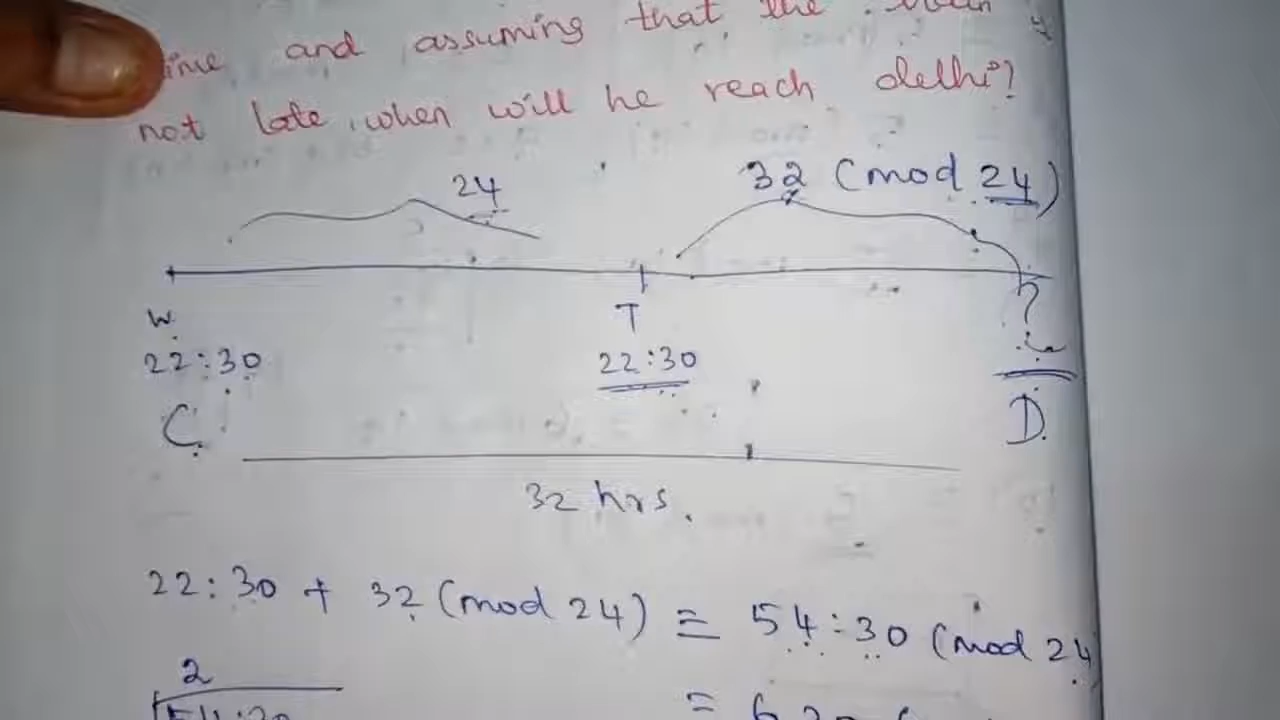 and assuming that the
not late, when will he reach delhi?
24 32 (mod 24)
W T ?
22:30 22:30
C D
32 hrs.
22:30 + 32 (mod 24) ≡ 54:30 (mod 24
2